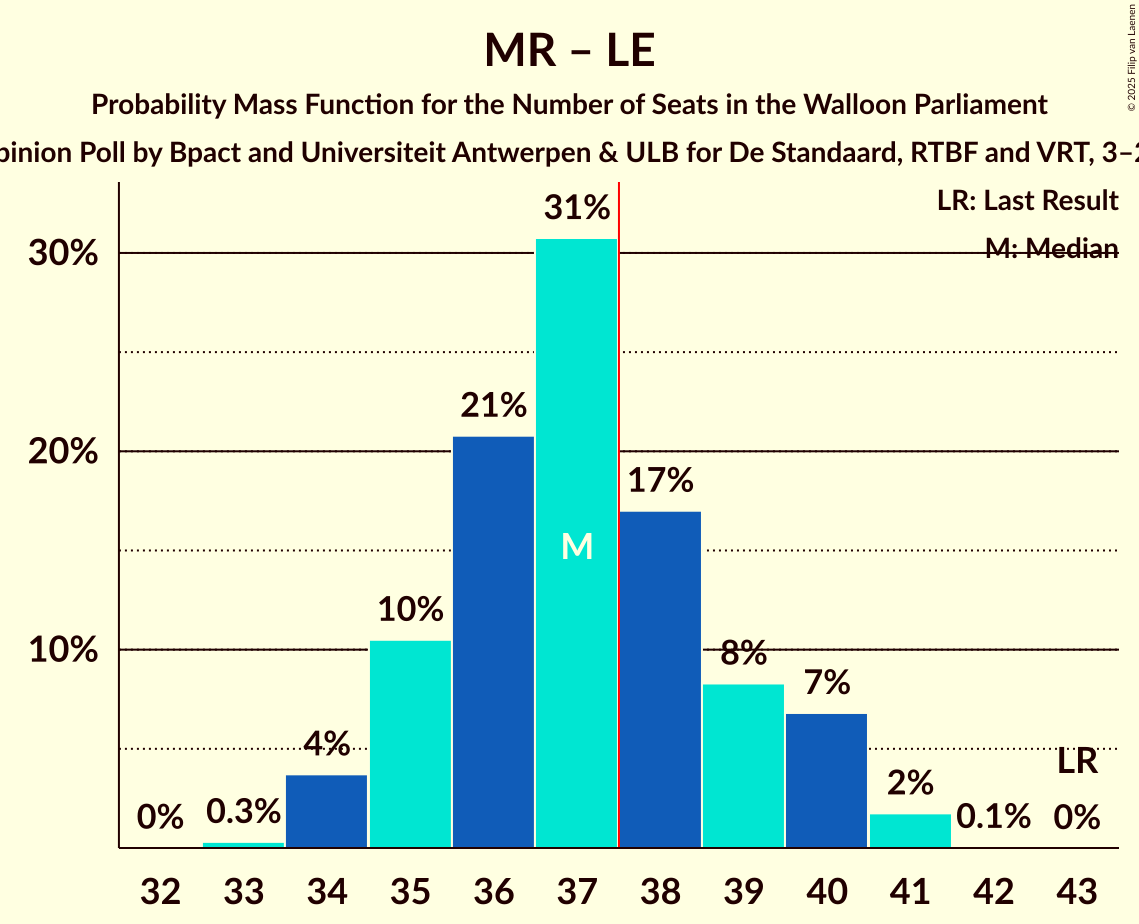 MR – LE
Probability Mass Function for the Number of Seats in the Walloon Parliament
pinion Poll by Bpact and Universiteit Antwerpen & ULB for De Standaard, RTBF and VRT, 3–2
© 2025 Filip van Laenen
LR: Last Result
M: Median
30%
20%
10%
0%
0.3%
4%
10%
21%
31%
M
17%
8%
7%
2%
0.1%
LR
0%
32 33 34 35 36 37 38 39 40 41 42 43